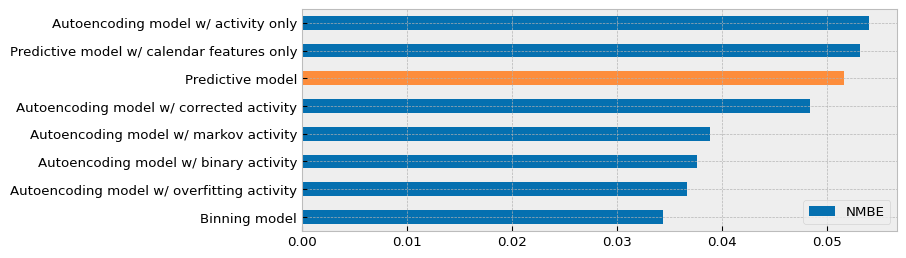 Autoencoding model w/ activity only
Predictive model w/ calendar features only
Predictive model
Autoencoding model w/ corrected activity
Autoencoding model w/ markov activity
Autoencoding model w/ binary activity
Autoencoding model w/ overfitting activity
Binning model
NMBE
0.00 0.01 0.02 0.03 0.04 0.05